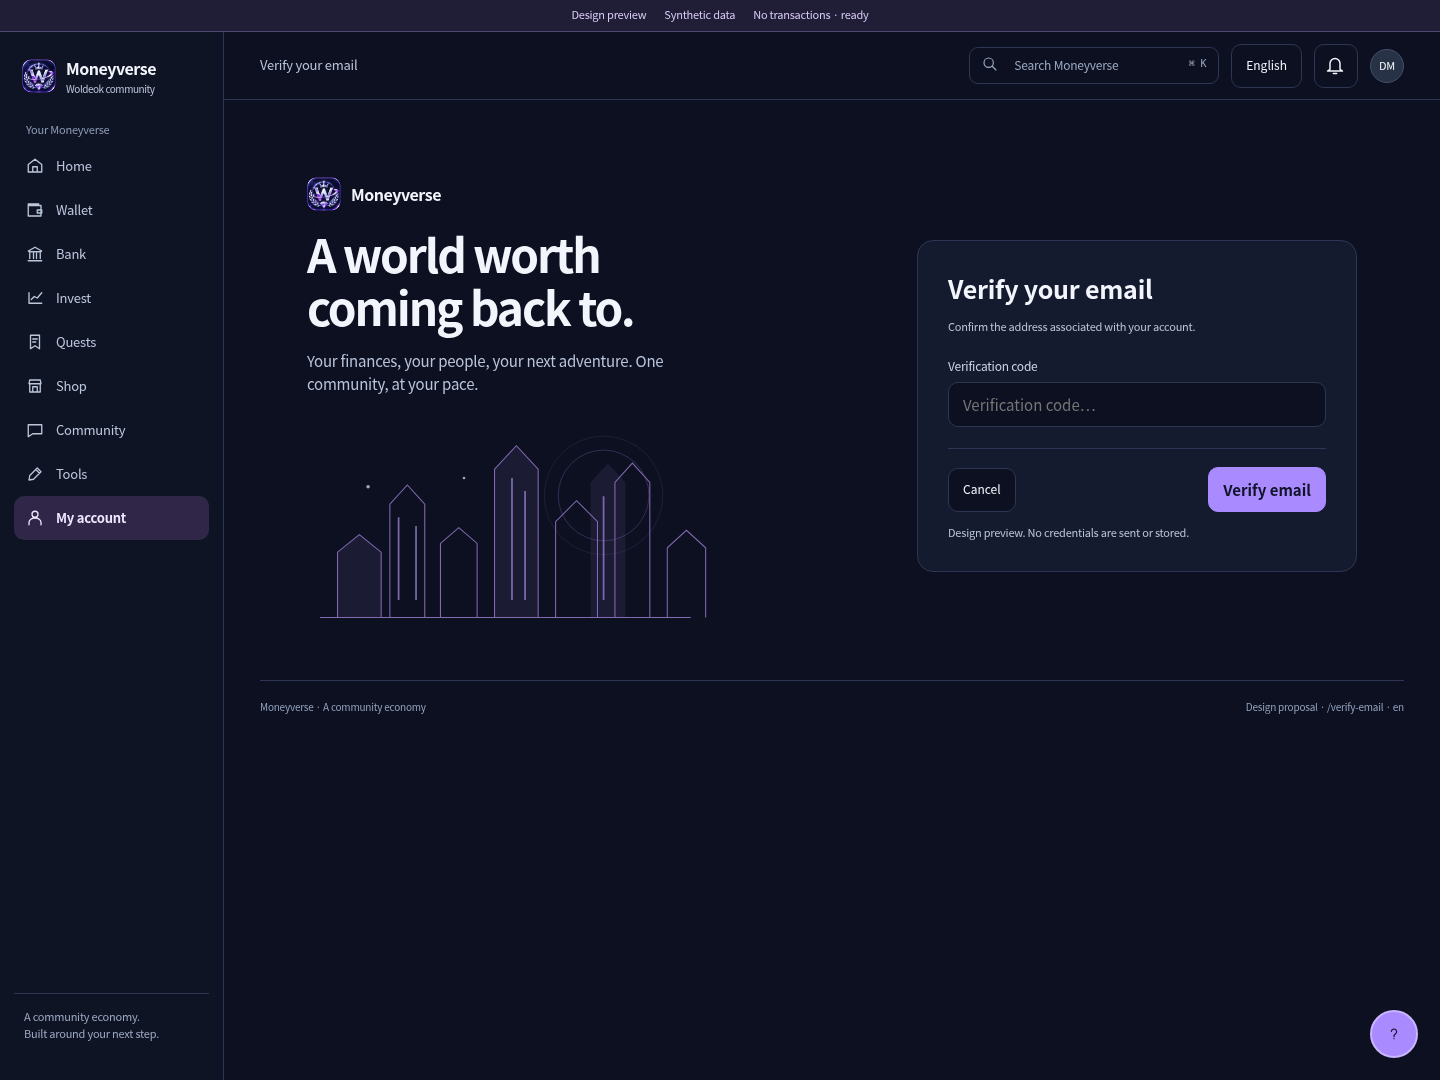 Design preview Synthetic data No transactions · ready
Moneyverse
Woldeok community
Your Moneyverse
Home
Wallet
Bank
Invest
Quests
Shop
Community
Tools
My account
A community economy.
Built around your next step.
Verify your email
Search Moneyverse ⌘ K
English
DM
W
Moneyverse
A world worth
coming back to.
Your finances, your people, your next adventure. One
community, at your pace.
Verify your email
Confirm the address associated with your account.
Verification code
Verification code…
Cancel
Verify email
Design preview. No credentials are sent or stored.
Moneyverse · A community economy
Design proposal · /verify-email · en
?